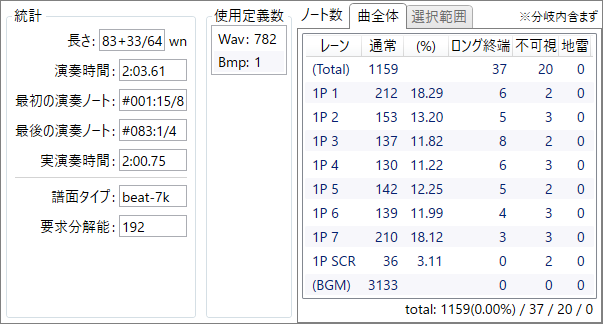 統計
長さ: 83+33/64 wn
演奏時間: 2:03.61
最初の演奏ノート: #001:15/8
最後の演奏ノート: #083:1/4
実演奏時間: 2:00.75
譜面タイプ: beat-7k
要求分解能: 192
使用定義数
Wav: 782
Bmp: 1
ノート数 曲全体 選択範囲 ※分岐内含まず
レーン 通常 (%) ロング終端 不可視 地雷
(Total) 1159 37 20 0
1P 1 212 18.29 6 2 0
1P 2 153 13.20 5 3 0
1P 3 137 11.82 8 2 0
1P 4 130 11.22 6 3 0
1P 5 142 12.25 5 2 0
1P 6 139 11.99 4 3 0
1P 7 210 18.12 3 3 0
1P SCR 36 3.11 0 2 0
(BGM) 3133 0 0 0
total: 1159(0.00%) / 37 / 20 / 0